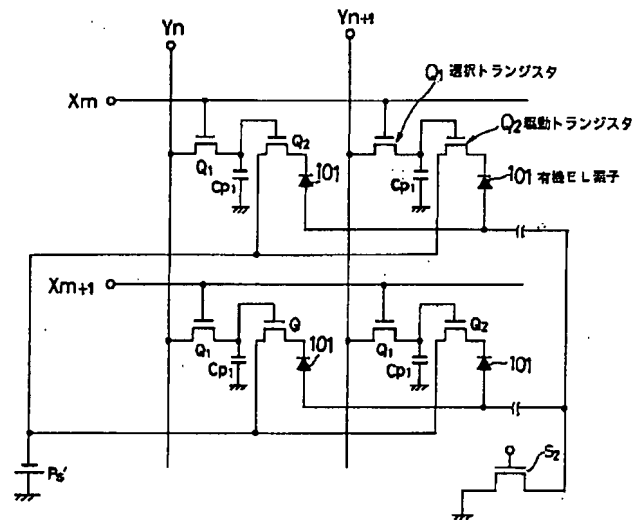 Yn
Yn+1
Q1 選択トランジスタ
Xm
Q2 駆動トランジスタ
Q2
Q1
Cp1
101
Cp1
101 有機EL素子
Xm+1
Q1
Q
Cp1
101
Q1
Q2
Cp1
101
Ps'
S2